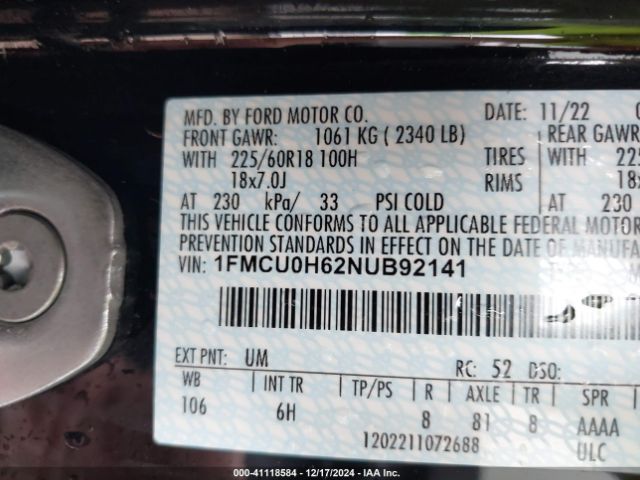 MFD. BY FORD MOTOR CO. DATE: 11/22
FRONT GAWR: 1061 KG ( 2340 LB) REAR GAWR
WITH 225/60R18 100H TIRES WITH 225
18x7.0J RIMS 18x
AT 230 kPa/ 33 PSI COLD AT 230
THIS VEHICLE CONFORMS TO ALL APPLICABLE FEDERAL MOTOR
PREVENTION STANDARDS IN EFFECT ON THE DATE OF MANUFA
VIN: 1FMCU0H62NUB92141
EXT PNT: UM RC: 52 DSO:
WB INT TR TP/PS R AXLE TR SPR
106 6H 8 81 8 AAAA
1202211072688 ULC
000-41118584 | 12/17/2024 | IAAI.COM